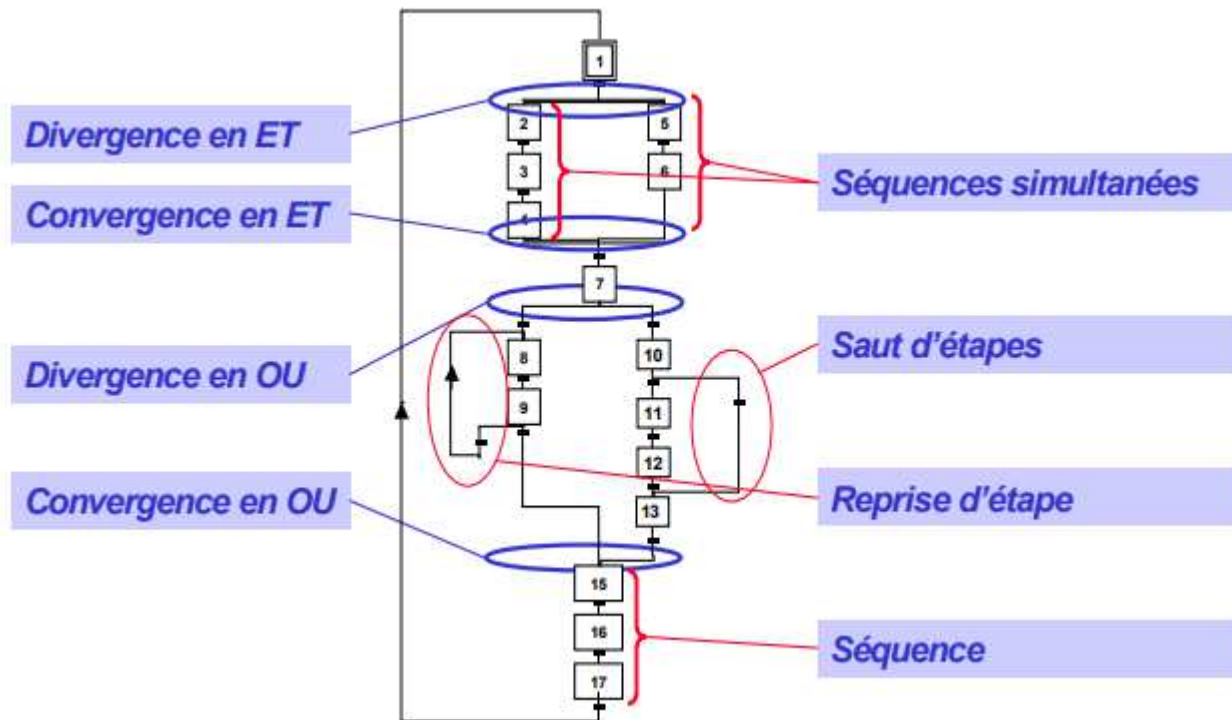 1
Divergence en ET
2
5
3
6
Séquences simultanées
Convergence en ET
4
7
Divergence en OU
8
10
Saut d'étapes
9
11
12
Convergence en OU
13
Reprise d'étape
15
16
Séquence
17